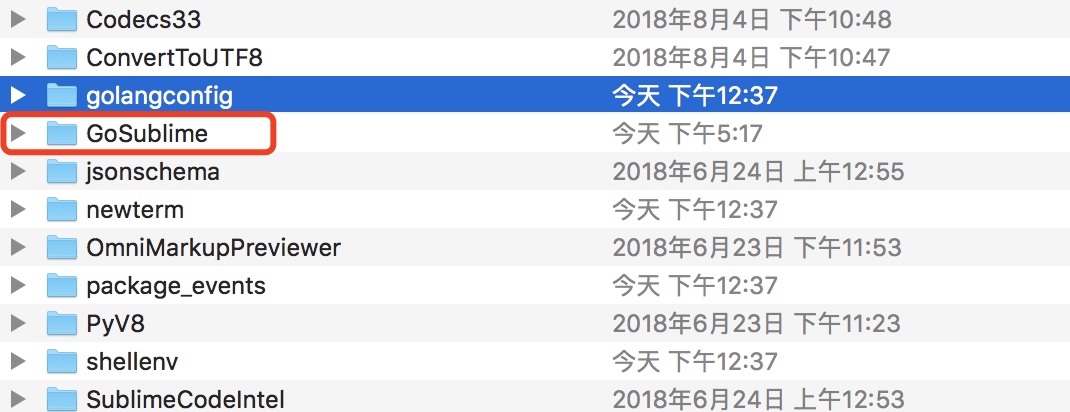 Codecs33 2018年8月4日 下午10:48
ConvertToUTF8 2018年8月4日 下午10:47
golangconfig 今天 下午12:37
GoSublime 今天 下午5:17
jsonschema 2018年6月24日 上午12:55
newterm 今天 下午12:37
OmniMarkupPreviewer 2018年6月23日 下午11:53
package_events 今天 下午12:37
PyV8 2018年6月23日 下午11:23
shellenv 今天 下午12:37
SublimeCodeIntel 2018年6月24日 上午12:53